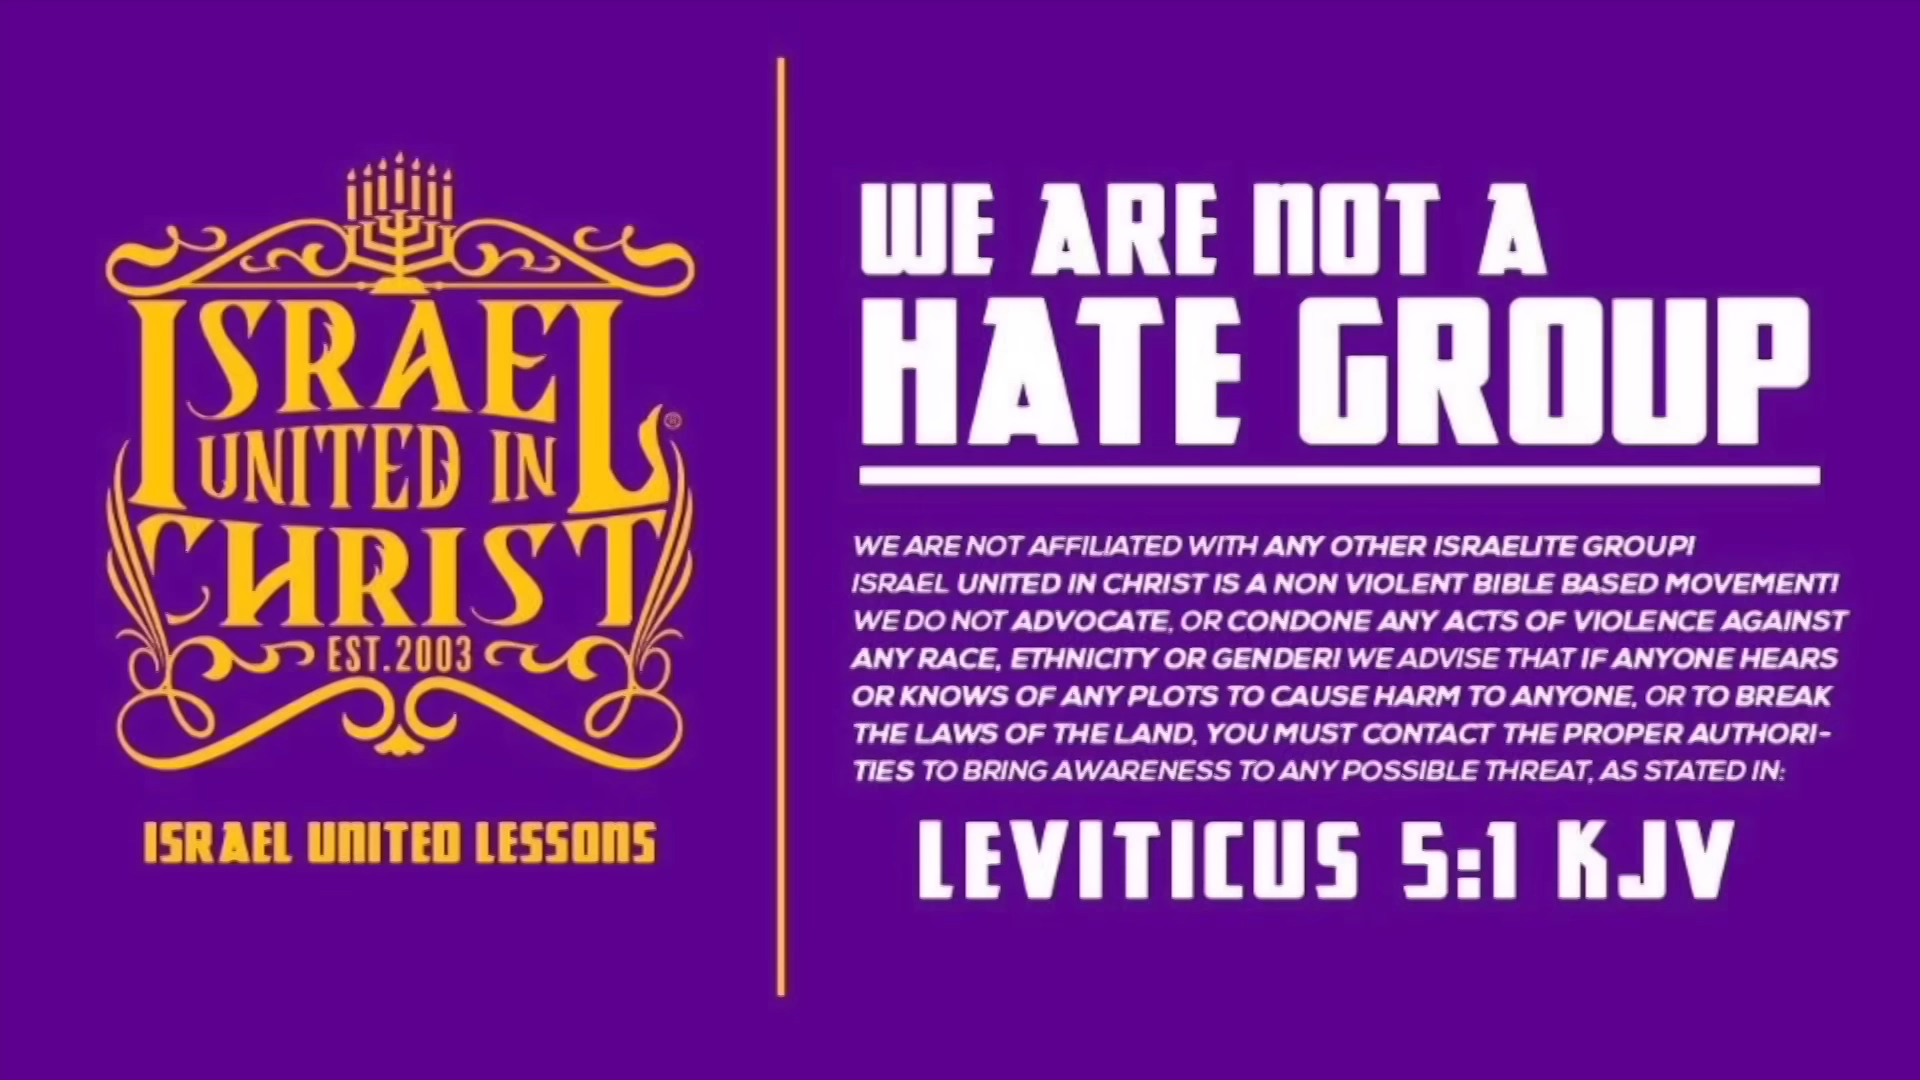 ISRAEL
UNITED IN
CHRIST
®
EST.2003
ISRAEL UNITED LESSONS
WE ARE NOT A
HATE GROUP
WE ARE NOT AFFILIATED WITH ANY OTHER ISRAELITE GROUP!
ISRAEL UNITED IN CHRIST IS A NON VIOLENT BIBLE BASED MOVEMENT!
WE DO NOT ADVOCATE, OR CONDONE ANY ACTS OF VIOLENCE AGAINST
ANY RACE, ETHNICITY OR GENDER! WE ADVISE THAT IF ANYONE HEARS
OR KNOWS OF ANY PLOTS TO CAUSE HARM TO ANYONE, OR TO BREAK
THE LAWS OF THE LAND, YOU MUST CONTACT THE PROPER AUTHORI-
TIES TO BRING AWARENESS TO ANY POSSIBLE THREAT, AS STATED IN:
LEVITICUS 5:1 KJV